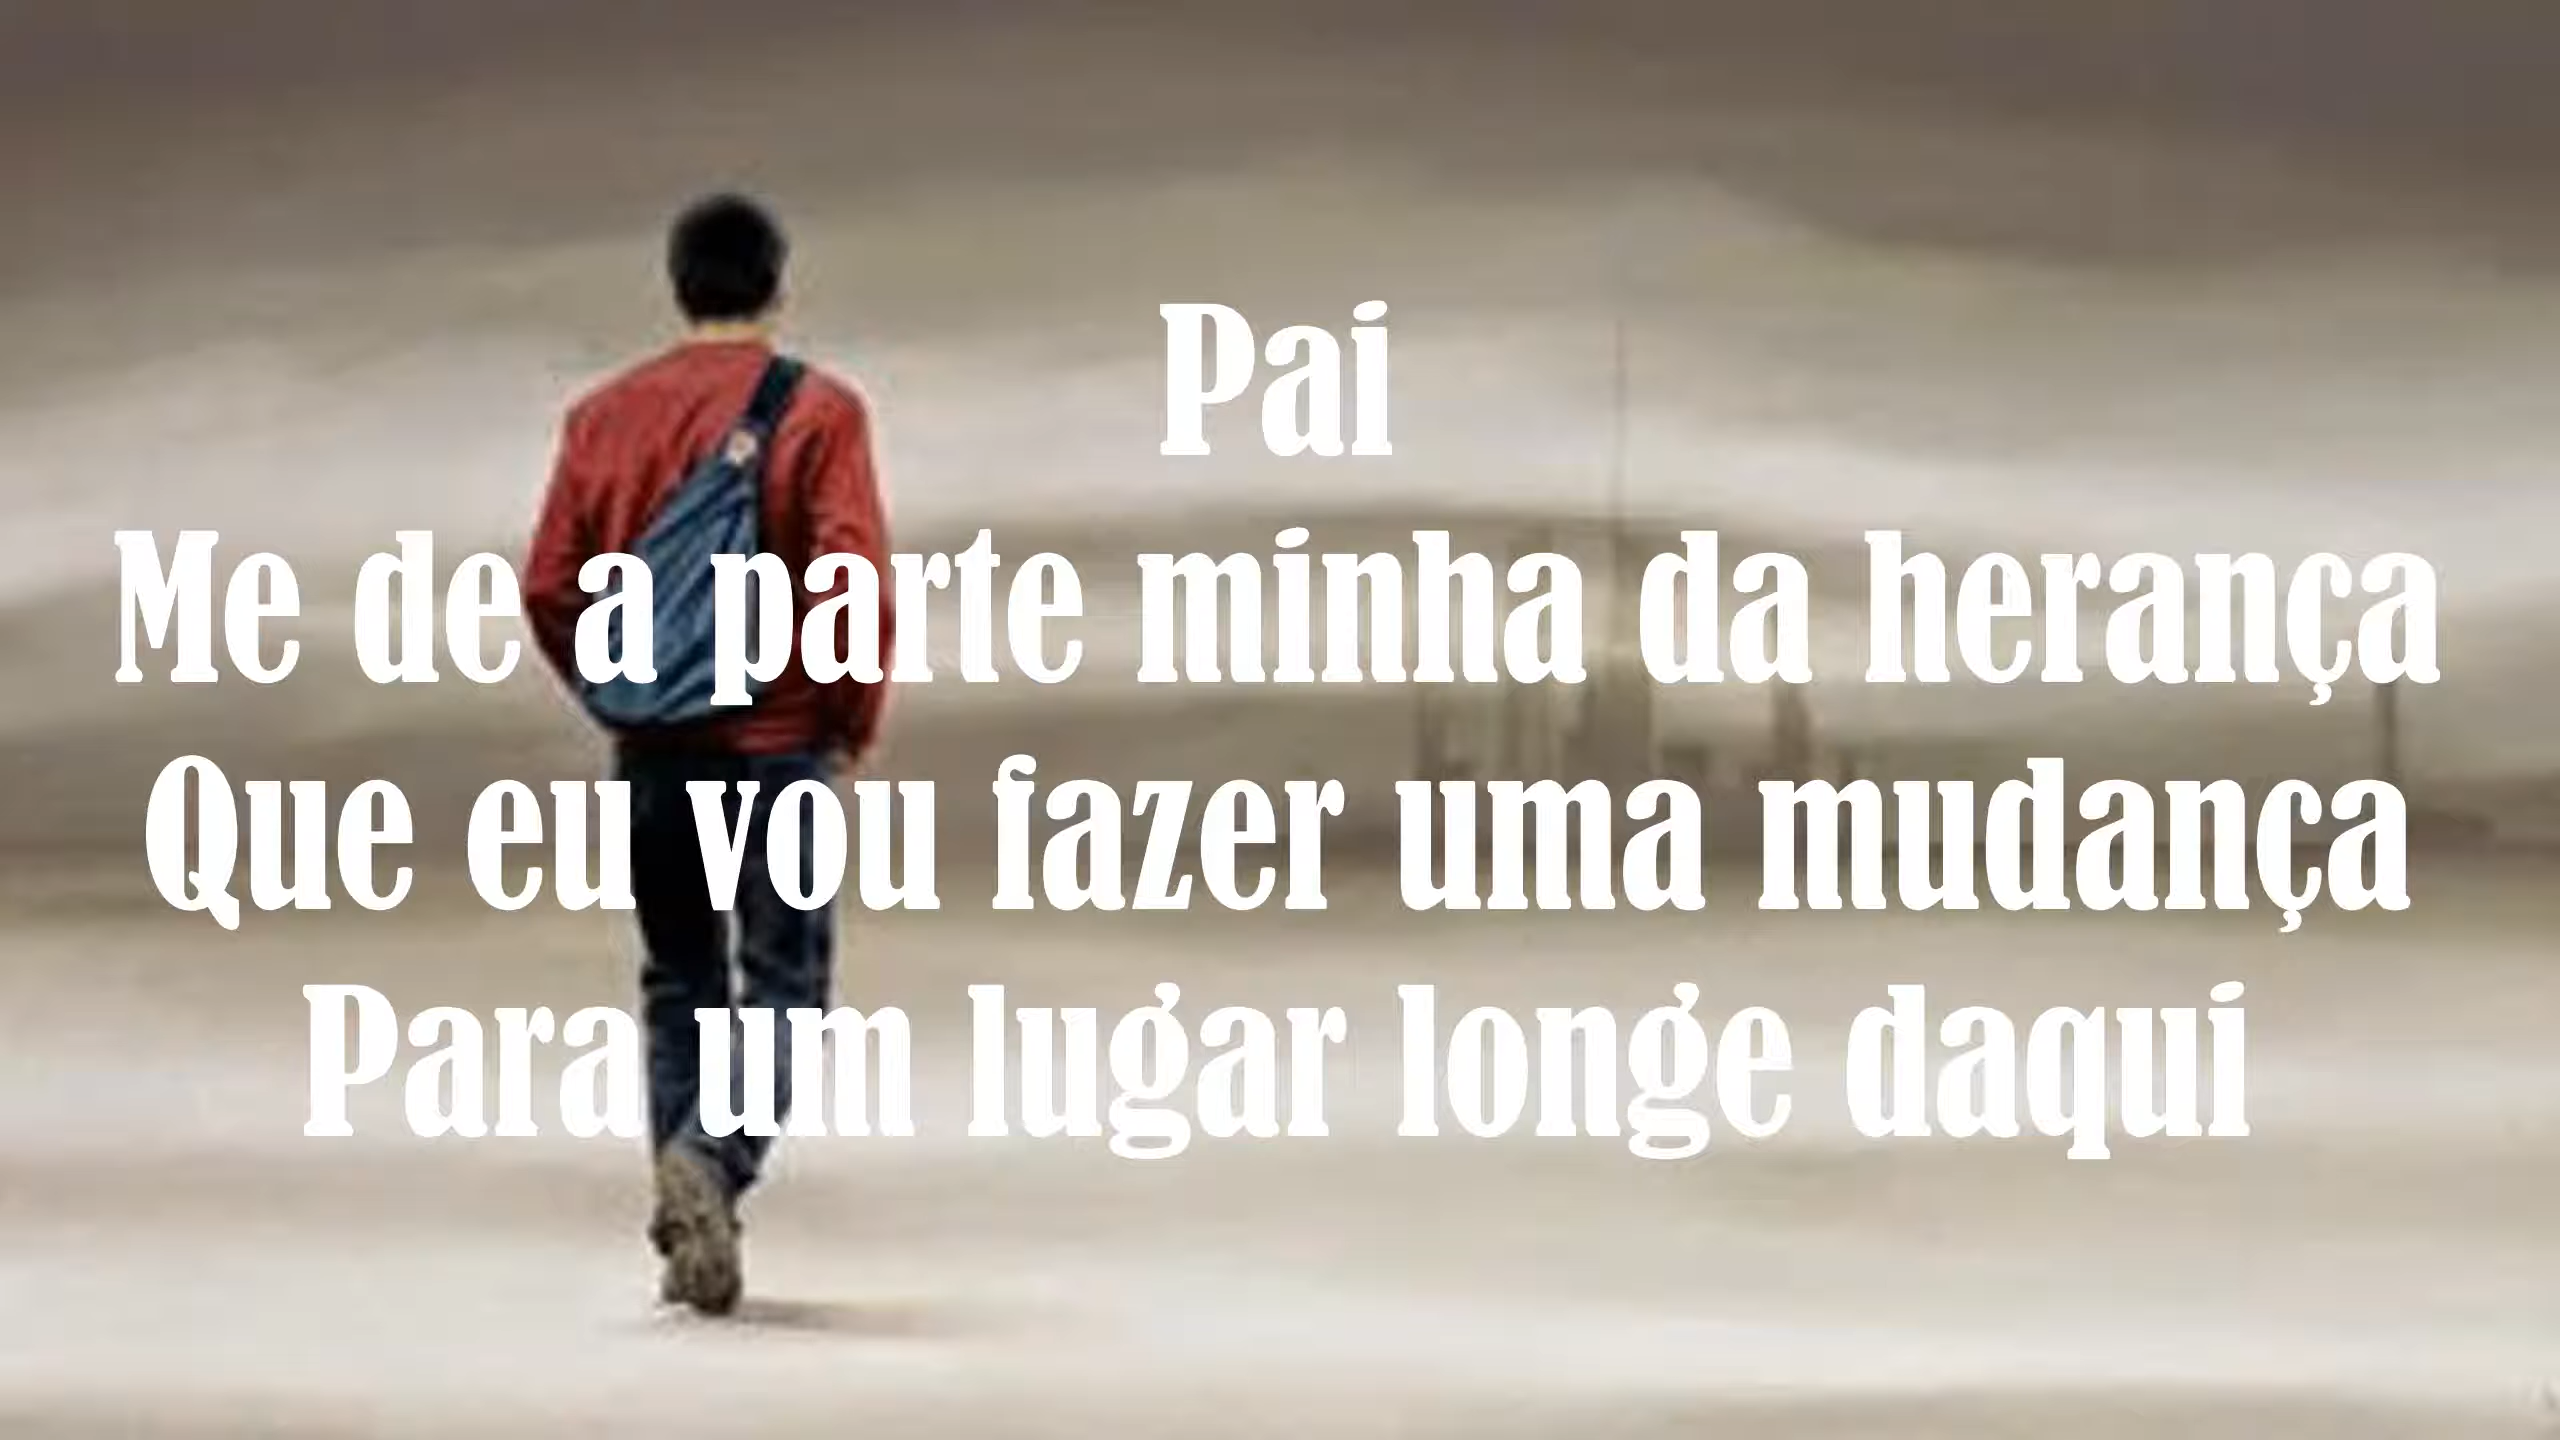 Pai
Me de a parte minha da herança
Que eu vou fazer uma mudança
Para um lugar longe daqui